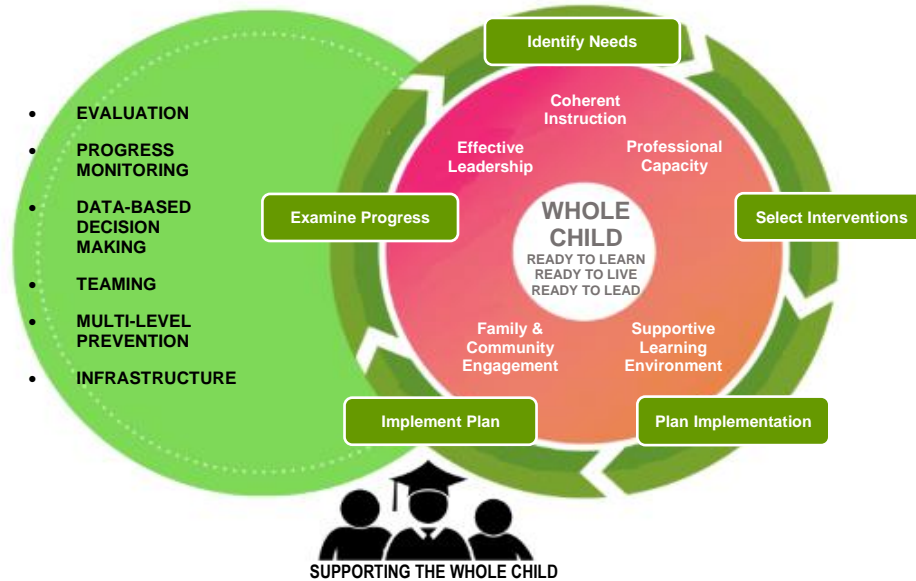 Identify Needs
Coherent
Instruction
Effective
Leadership
Professional
Capacity
• EVALUATION
• PROGRESS
MONITORING
• DATA-BASED
DECISION
MAKING
• TEAMING
• MULTI-LEVEL
PREVENTION
• INFRASTRUCTURE
Examine Progress
WHOLE
CHILD
READY TO LEARN
READY TO LIVE
READY TO LEAD
Select Interventions
Family &
Community
Engagement
Supportive
Learning
Environment
Implement Plan
Plan Implementation
SUPPORTING THE WHOLE CHILD